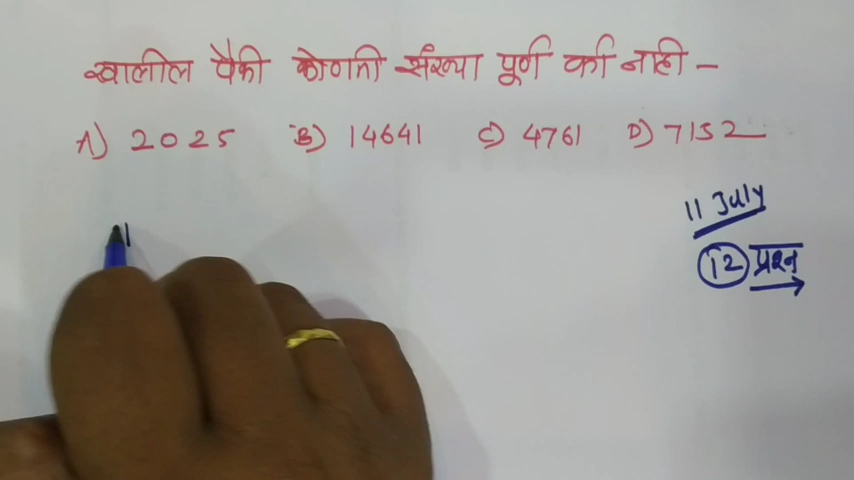 खालील पैकी कोणती संख्या पूर्ण वर्ग नाही -
A) 2025 B) 14641 C) 4761 D) 7152
11 July
12 प्रश्न →